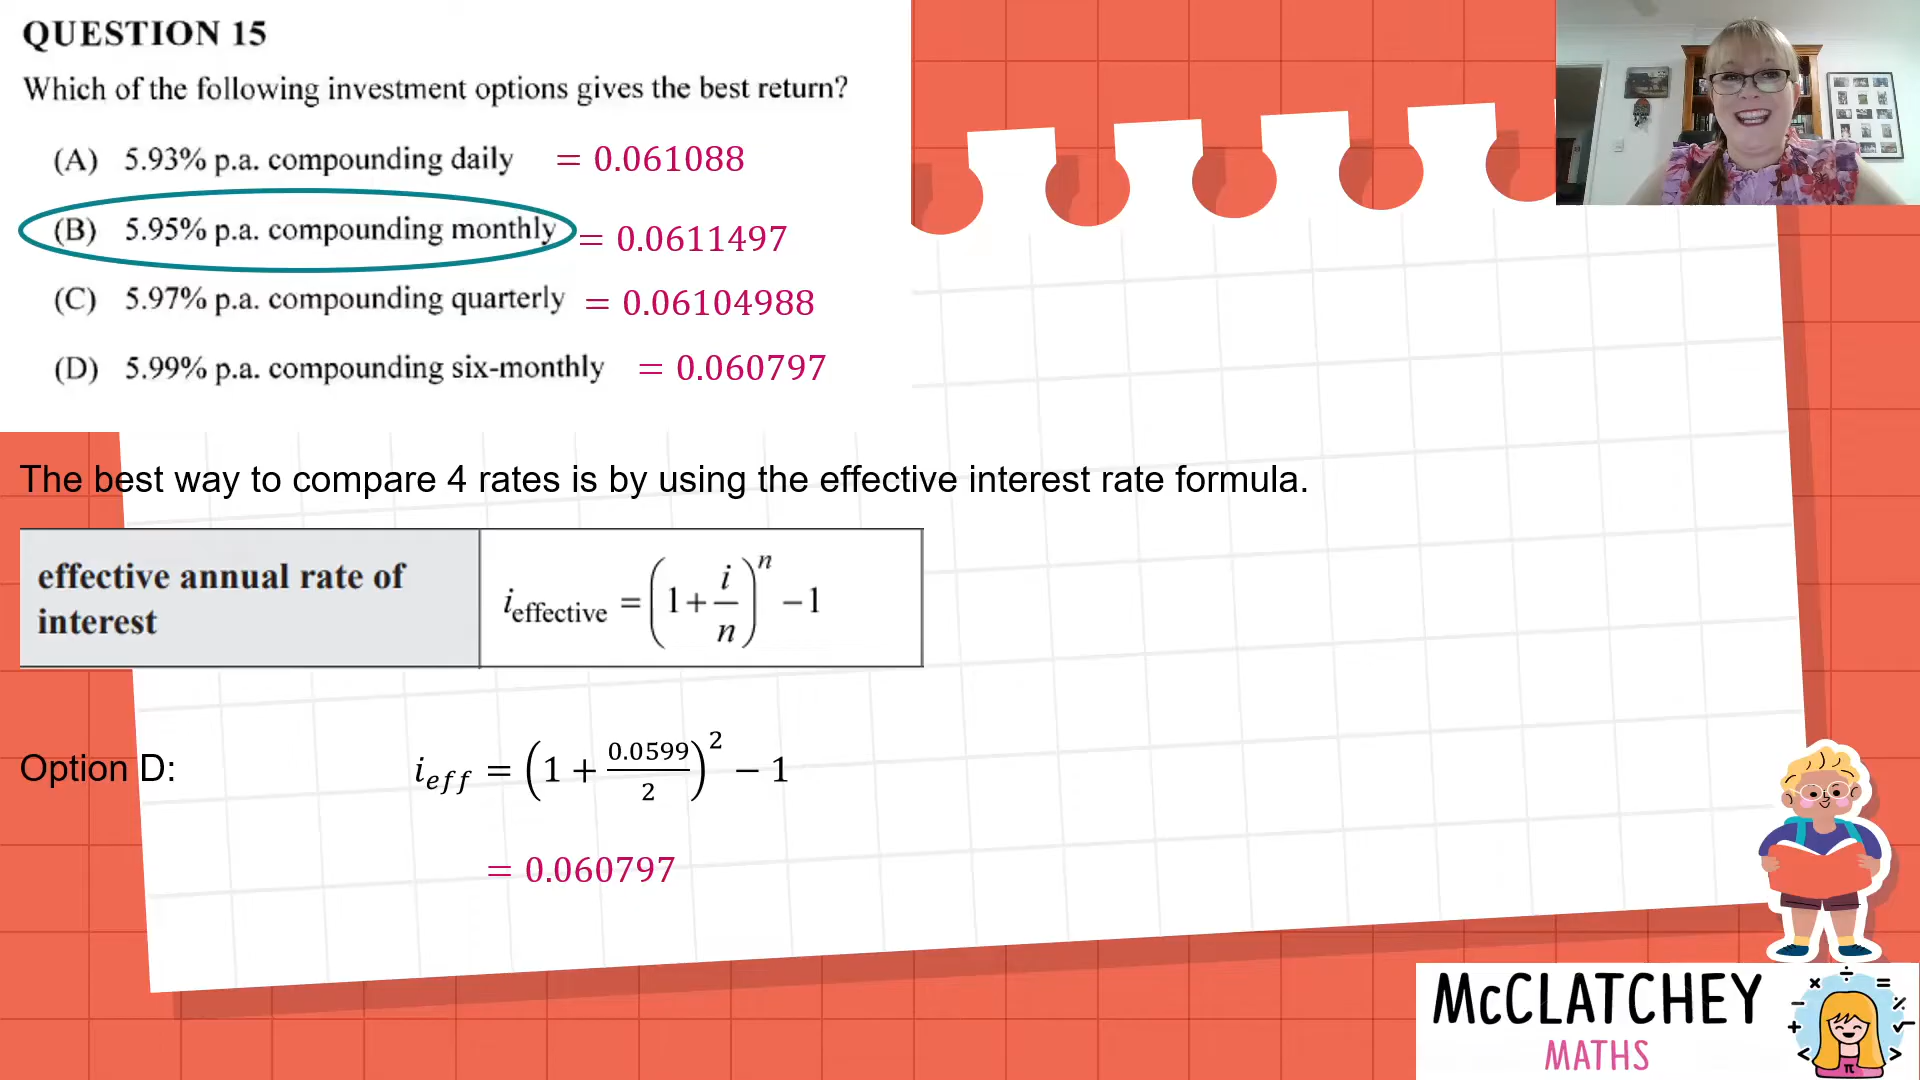 QUESTION 15
Which of the following investment options gives the best return?
(A) 5.93% p.a. compounding daily = 0.061088
(B) 5.95% p.a. compounding monthly = 0.0611497
(C) 5.97% p.a. compounding quarterly = 0.06104988
(D) 5.99% p.a. compounding six-monthly = 0.060797
The best way to compare 4 rates is by using the effective interest rate formula.
effective annual rate of
interest
i_effective = (1 + i/n)^n − 1
Option D: i_eff = (1 + 0.0599/2)^2 − 1
= 0.060797
McCLATCHEY
MATHS
× ÷ = − % + √ < > π